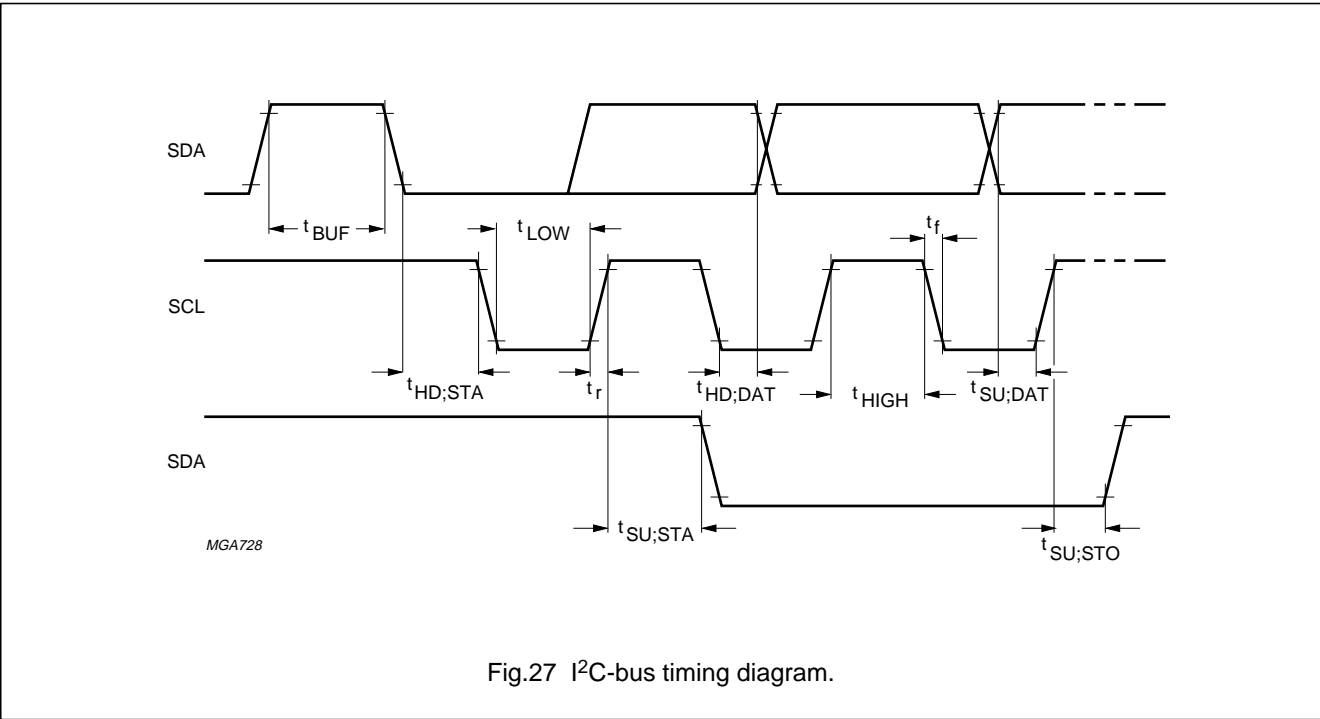 SDA
t BUF
t LOW
t f
SCL
t HD;STA
t r
t HD;DAT
t HIGH
t SU;DAT
SDA
t SU;STA
t SU;STO
MGA728
Fig.27 I²C-bus timing diagram.